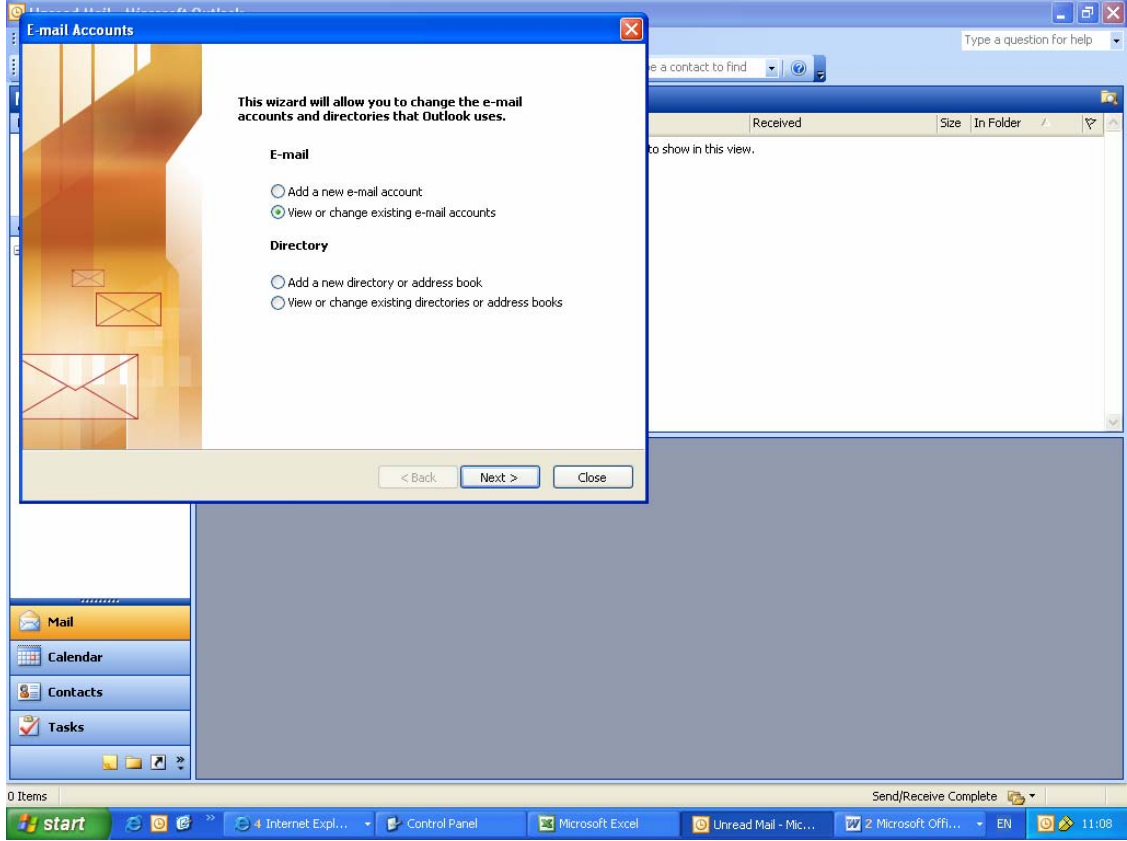 Unread Mail - Microsoft Outlook
E-mail Accounts
Type a question for help
a contact to find
This wizard will allow you to change the e-mail
accounts and directories that Outlook uses.
Received
Size
In Folder
to show in this view.
E-mail
Add a new e-mail account
View or change existing e-mail accounts
Directory
Add a new directory or address book
View or change existing directories or address books
< Back
Next >
Close
Mail
Calendar
Contacts
Tasks
0 Items
Send/Receive Complete
start
4 Internet Expl...
Control Panel
Microsoft Excel
Unread Mail - Mic...
2 Microsoft Offi...
EN
11:08